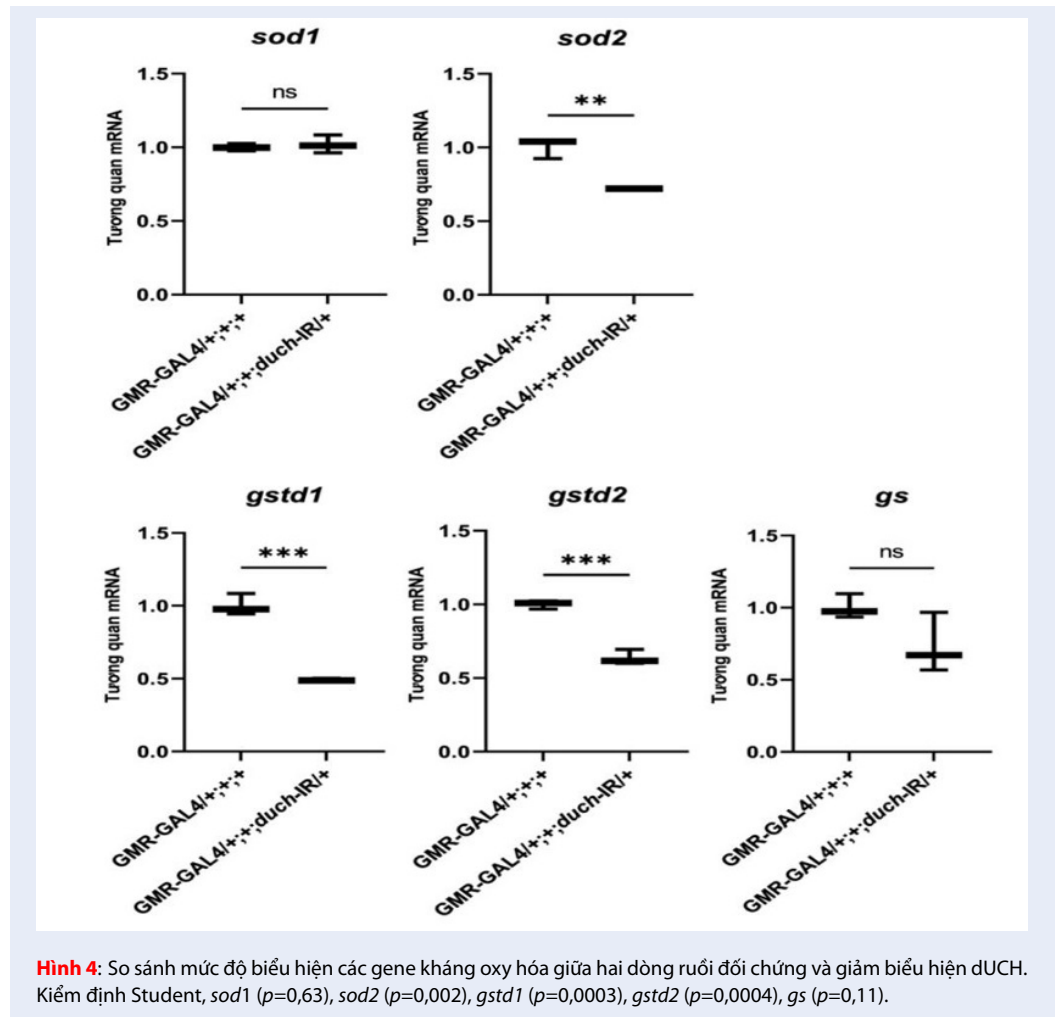 sod1
sod2
1.5
ns
1.0
0.5
0.0
Tương quan mRNA
GMR-GAL4/+;+;+
GMR-GAL4/+;+;duch-IR/+
1.5
**
1.0
0.5
0.0
Tương quan mRNA
GMR-GAL4/+;+;+
GMR-GAL4/+;+;duch-IR/+
gstd1
gstd2
gs
1.5
***
1.0
0.5
0.0
Tương quan mRNA
GMR-GAL4/+;+;+
GMR-GAL4/+;+;duch-IR/+
1.5
***
1.0
0.5
0.0
Tương quan mRNA
GMR-GAL4/+;+;+
GMR-GAL4/+;+;duch-IR/+
1.5
ns
1.0
0.5
0.0
Tương quan mRNA
GMR-GAL4/+;+;+
GMR-GAL4/+;+;duch-IR/+
Hình 4: So sánh mức độ biểu hiện các gene kháng oxy hóa giữa hai dòng ruồi đối chứng và giảm biểu hiện dUCH.
Kiểm định Student, sod1 (p=0,63), sod2 (p=0,002), gstd1 (p=0,0003), gstd2 (p=0,0004), gs (p=0,11).